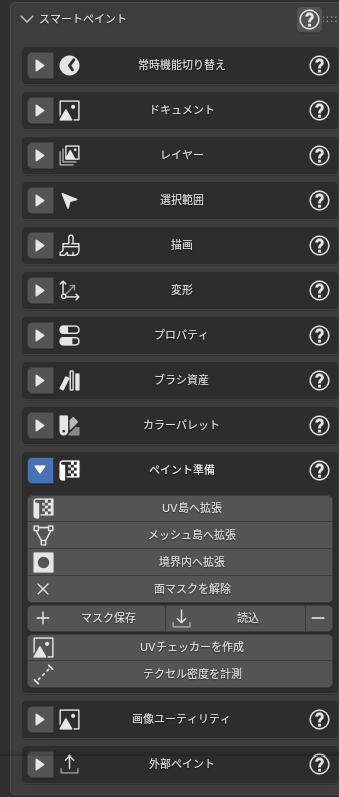 スマートペイント
常時機能切り替え
ドキュメント
レイヤー
選択範囲
描画
変形
プロパティ
ブラシ資産
カラーパレット
ペイント準備
UV島へ拡張
メッシュ島へ拡張
境界内へ拡張
面マスクを解除
マスク保存 読込
UVチェッカーを作成
テクセル密度を計測
画像ユーティリティ
外部ペイント